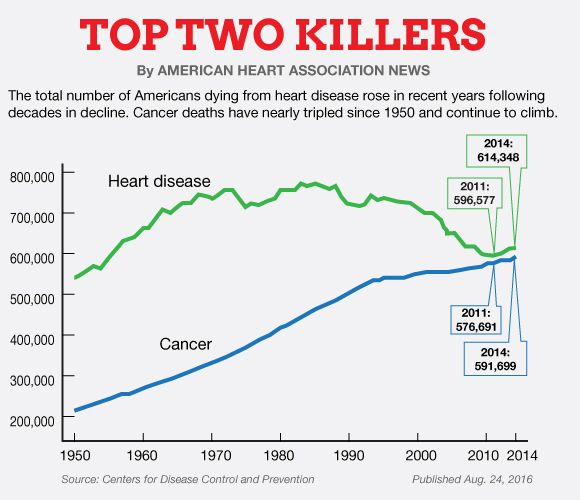 TOP TWO KILLERS
By AMERICAN HEART ASSOCIATION NEWS
The total number of Americans dying from heart disease rose in recent years following
decades in decline. Cancer deaths have nearly tripled since 1950 and continue to climb.
2014:
614,348
800,000
Heart disease
2011:
596,577
700,000
600,000
500,000
2011:
576,691
400,000
Cancer
2014:
591,699
300,000
200,000
1950
1960
1970
1980
1990
2000
2010
2014
Source: Centers for Disease Control and Prevention
Published Aug. 24, 2016